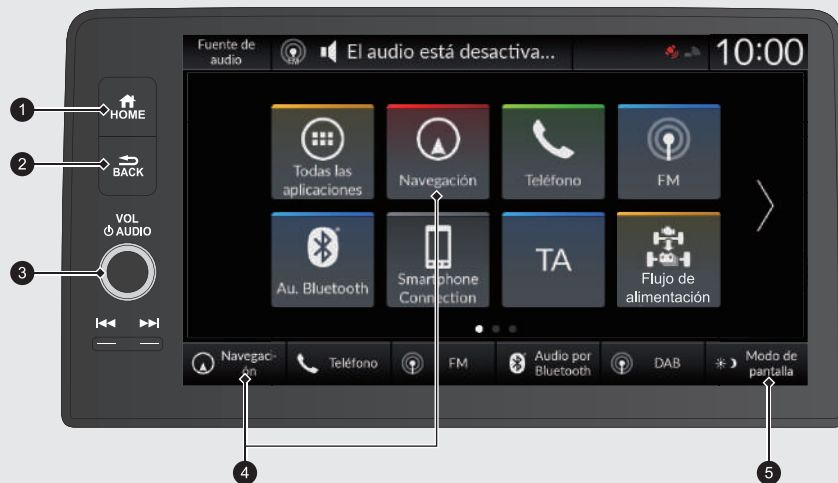 Fuente de
audio
FM
El audio está desactiva...
10:00
1
HOME
2
BACK
VOL
AUDIO
3
Todas las
aplicaciones
Navegación
Teléfono
FM
Au. Bluetooth
Smartphone
Connection
TA
Flujo de
alimentación
Navegaci-
ón
Teléfono
FM
Audio por
Bluetooth
DAB
Modo de
pantalla
4
5